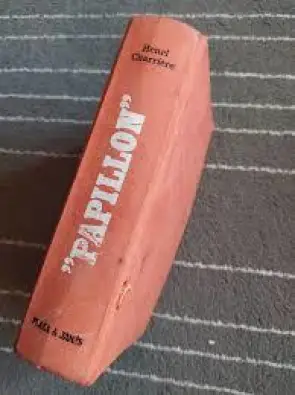 Henri
Charrière
"PAPILLON"
PLAZA & JANÉS